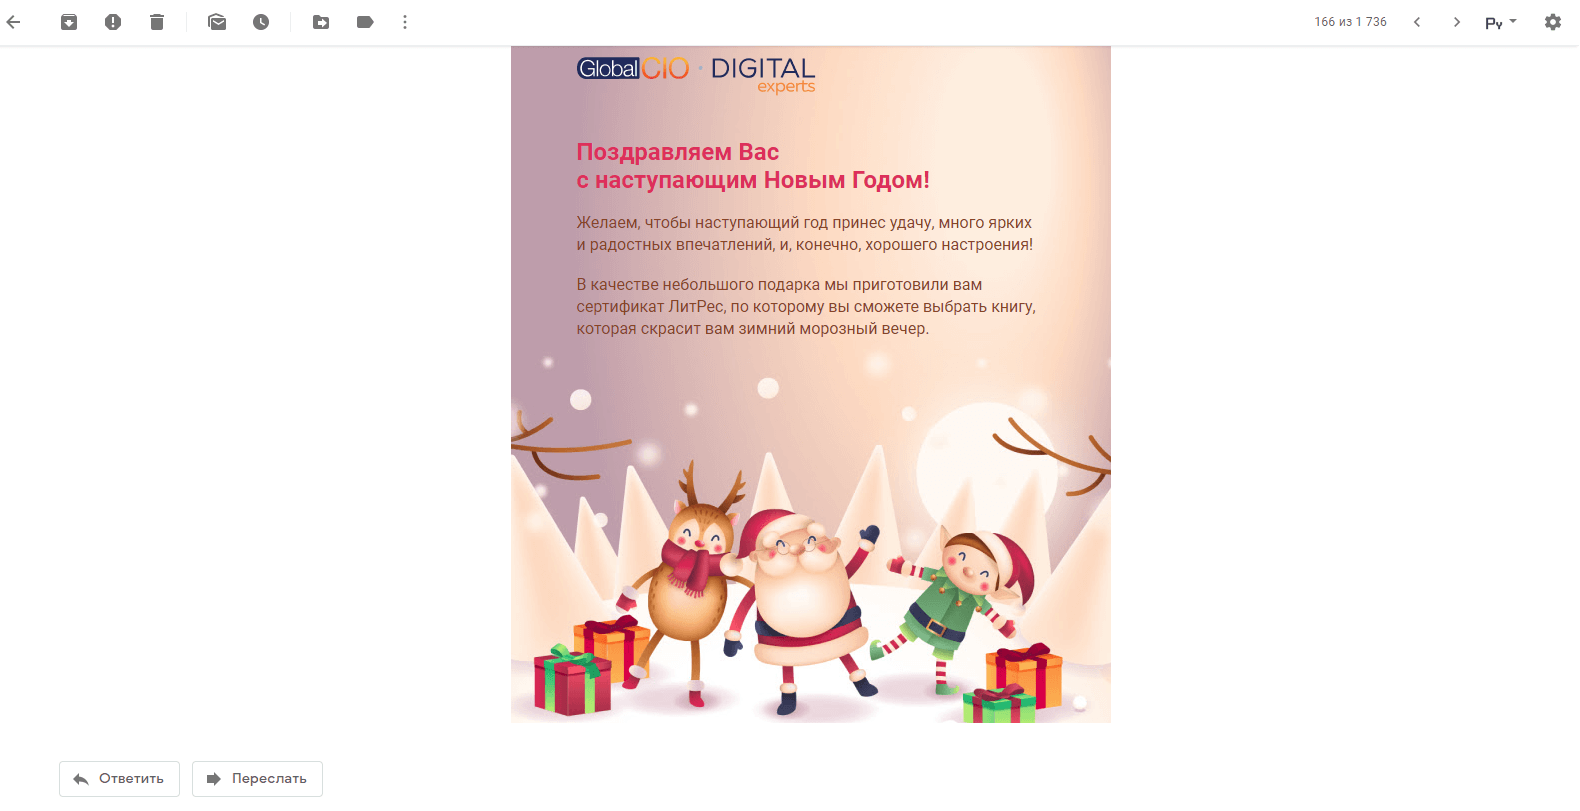 166 из 1 736
Ру
GlobalCIO · DIGITAL
experts
Поздравляем Вас
с наступающим Новым Годом!
Желаем, чтобы наступающий год принес удачу, много ярких
и радостных впечатлений, и, конечно, хорошего настроения!
В качестве небольшого подарка мы приготовили вам
сертификат ЛитРес, по которому вы сможете выбрать книгу,
которая скрасит вам зимний морозный вечер.
Ответить
Переслать